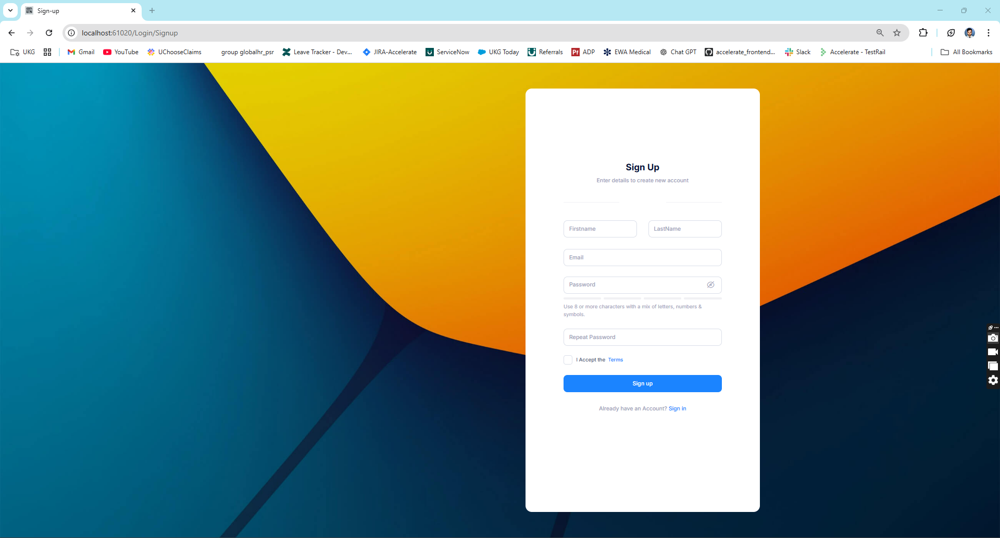 Sign-up
localhost:61020/Login/Signup
UKG Gmail YouTube UChooseClaims group globalhr_psr Leave Tracker - Dev... JIRA-Accelerate ServiceNow UKG Today Referrals ADP EWA Medical Chat GPT accelerate_frontend... Slack Accelerate - TestRail All Bookmarks
Sign Up
Enter details to create new account
Firstname LastName
Email
Password
Use 8 or more characters with a mix of letters, numbers &
symbols.
Repeat Password
I Accept the Terms
Sign up
Already have an Account? Sign in